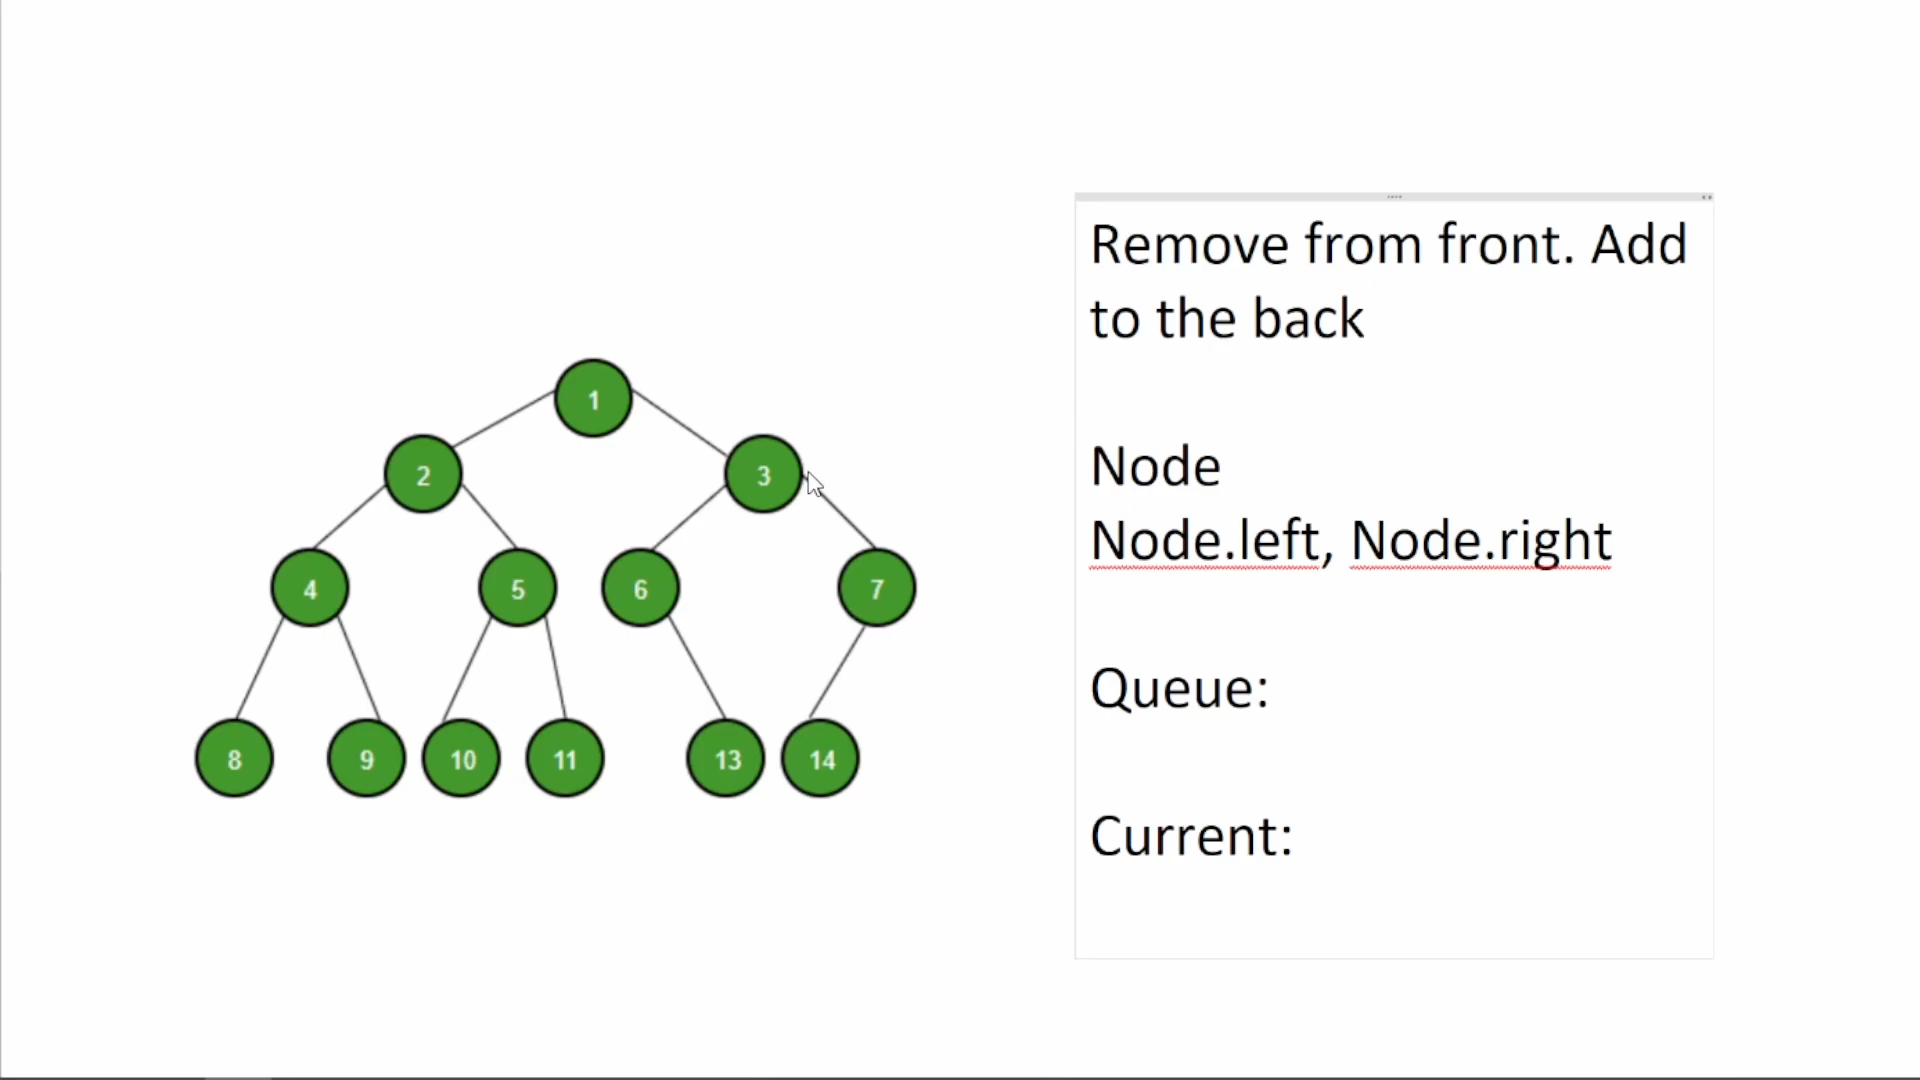 1
2
3
4
5
6
7
8
9
10
11
13
14
Remove from front. Add
to the back
Node
Node.left, Node.right
Queue:
Current: